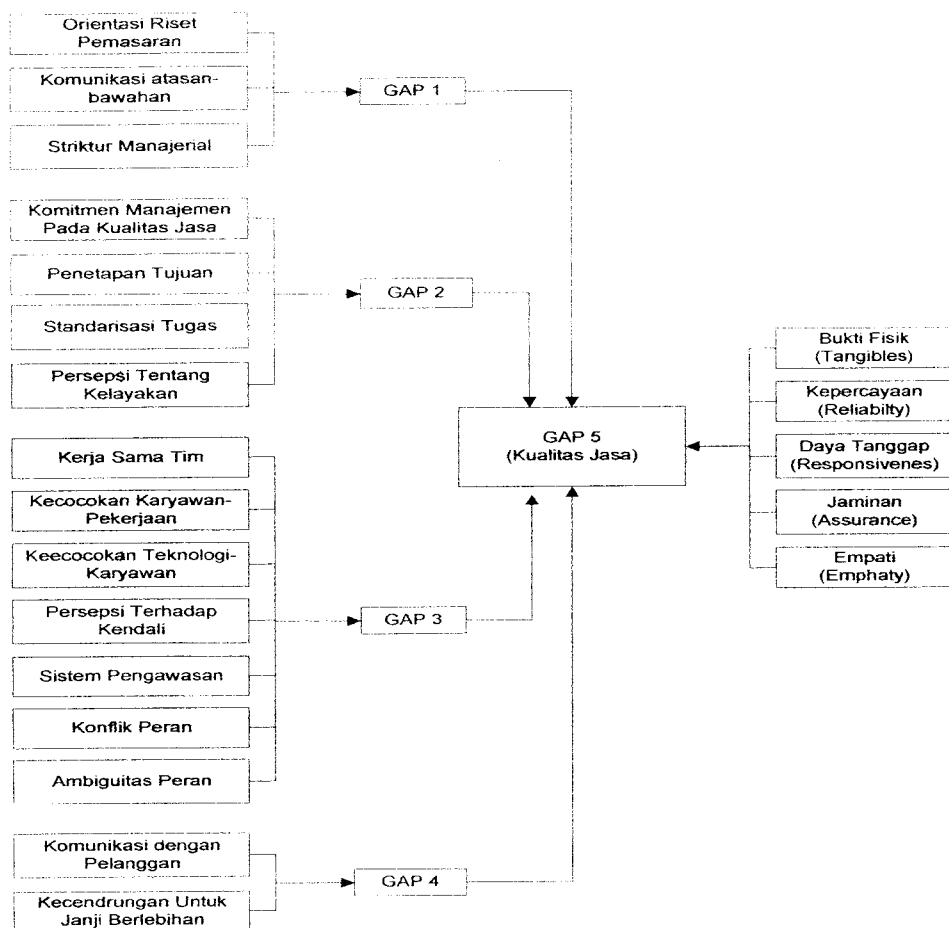 Orientasi Riset
Pemasaran
Komunikasi atasan-
bawahan
Striktur Manajerial
GAP 1
Komitmen Manajemen
Pada Kualitas Jasa
Penetapan Tujuan
Standarisasi Tugas
Persepsi Tentang
Kelayakan
GAP 2
Kerja Sama Tim
Kecocokan Karyawan-
Pekerjaan
Keecocokan Teknologi-
Karyawan
Persepsi Terhadap
Kendali
Sistem Pengawasan
Konflik Peran
Ambiguitas Peran
GAP 3
Komunikasi dengan
Pelanggan
Kecendrungan Untuk
Janji Berlebihan
GAP 4
GAP 5
(Kualitas Jasa)
Bukti Fisik
(Tangibles)
Kepercayaan
(Reliabilty)
Daya Tanggap
(Responsivenes)
Jaminan
(Assurance)
Empati
(Emphaty)